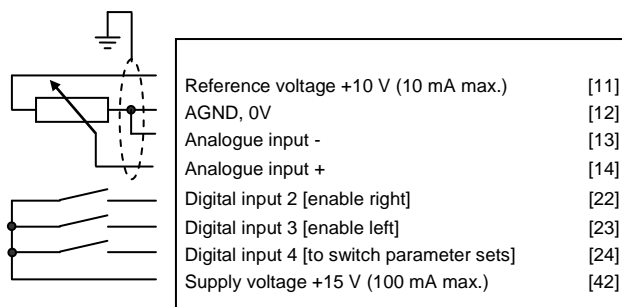 Reference voltage +10 V (10 mA max.) [11]
AGND, 0V [12]
Analogue input - [13]
Analogue input + [14]
Digital input 2 [enable right] [22]
Digital input 3 [enable left] [23]
Digital input 4 [to switch parameter sets] [24]
Supply voltage +15 V (100 mA max.) [42]